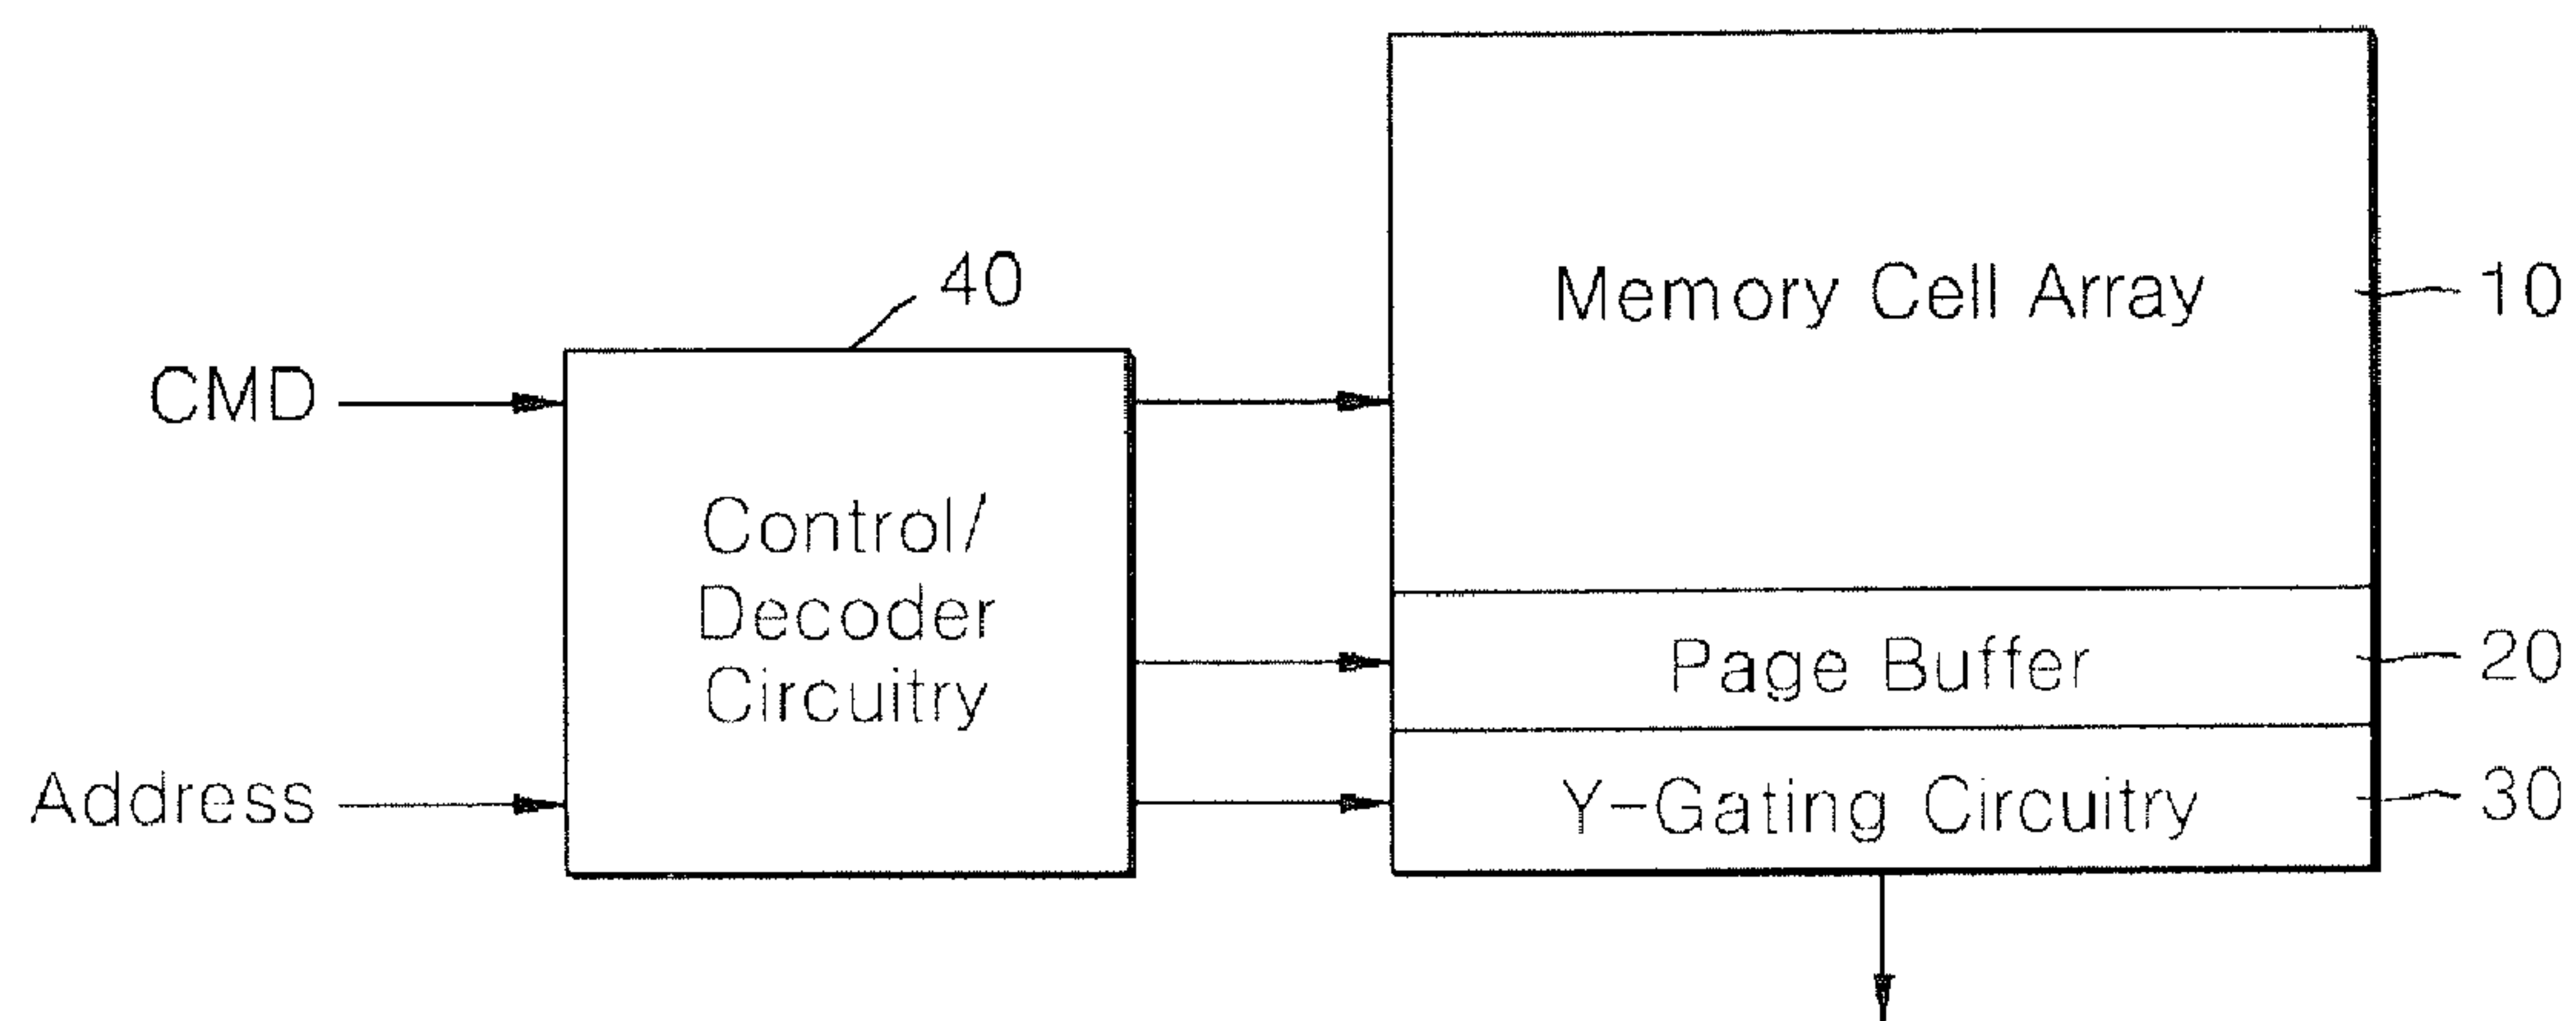 40
Memory Cell Array
10
CMD
Control/
Decoder
Circuitry
Page Buffer
20
Address
Y-Gating Circuitry
30